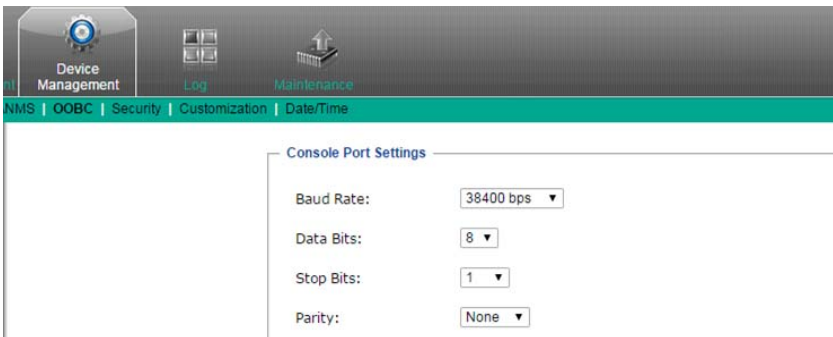 nt
Device
Management
Log
Maintenance
NMS | OOBC | Security | Customization | Date/Time
Console Port Settings
Baud Rate: 38400 bps
Data Bits: 8
Stop Bits: 1
Parity: None